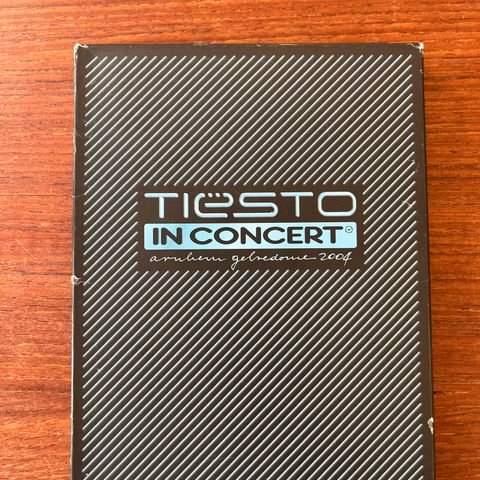 TIËSTO
IN CONCERT
arnhem gelredome 2004